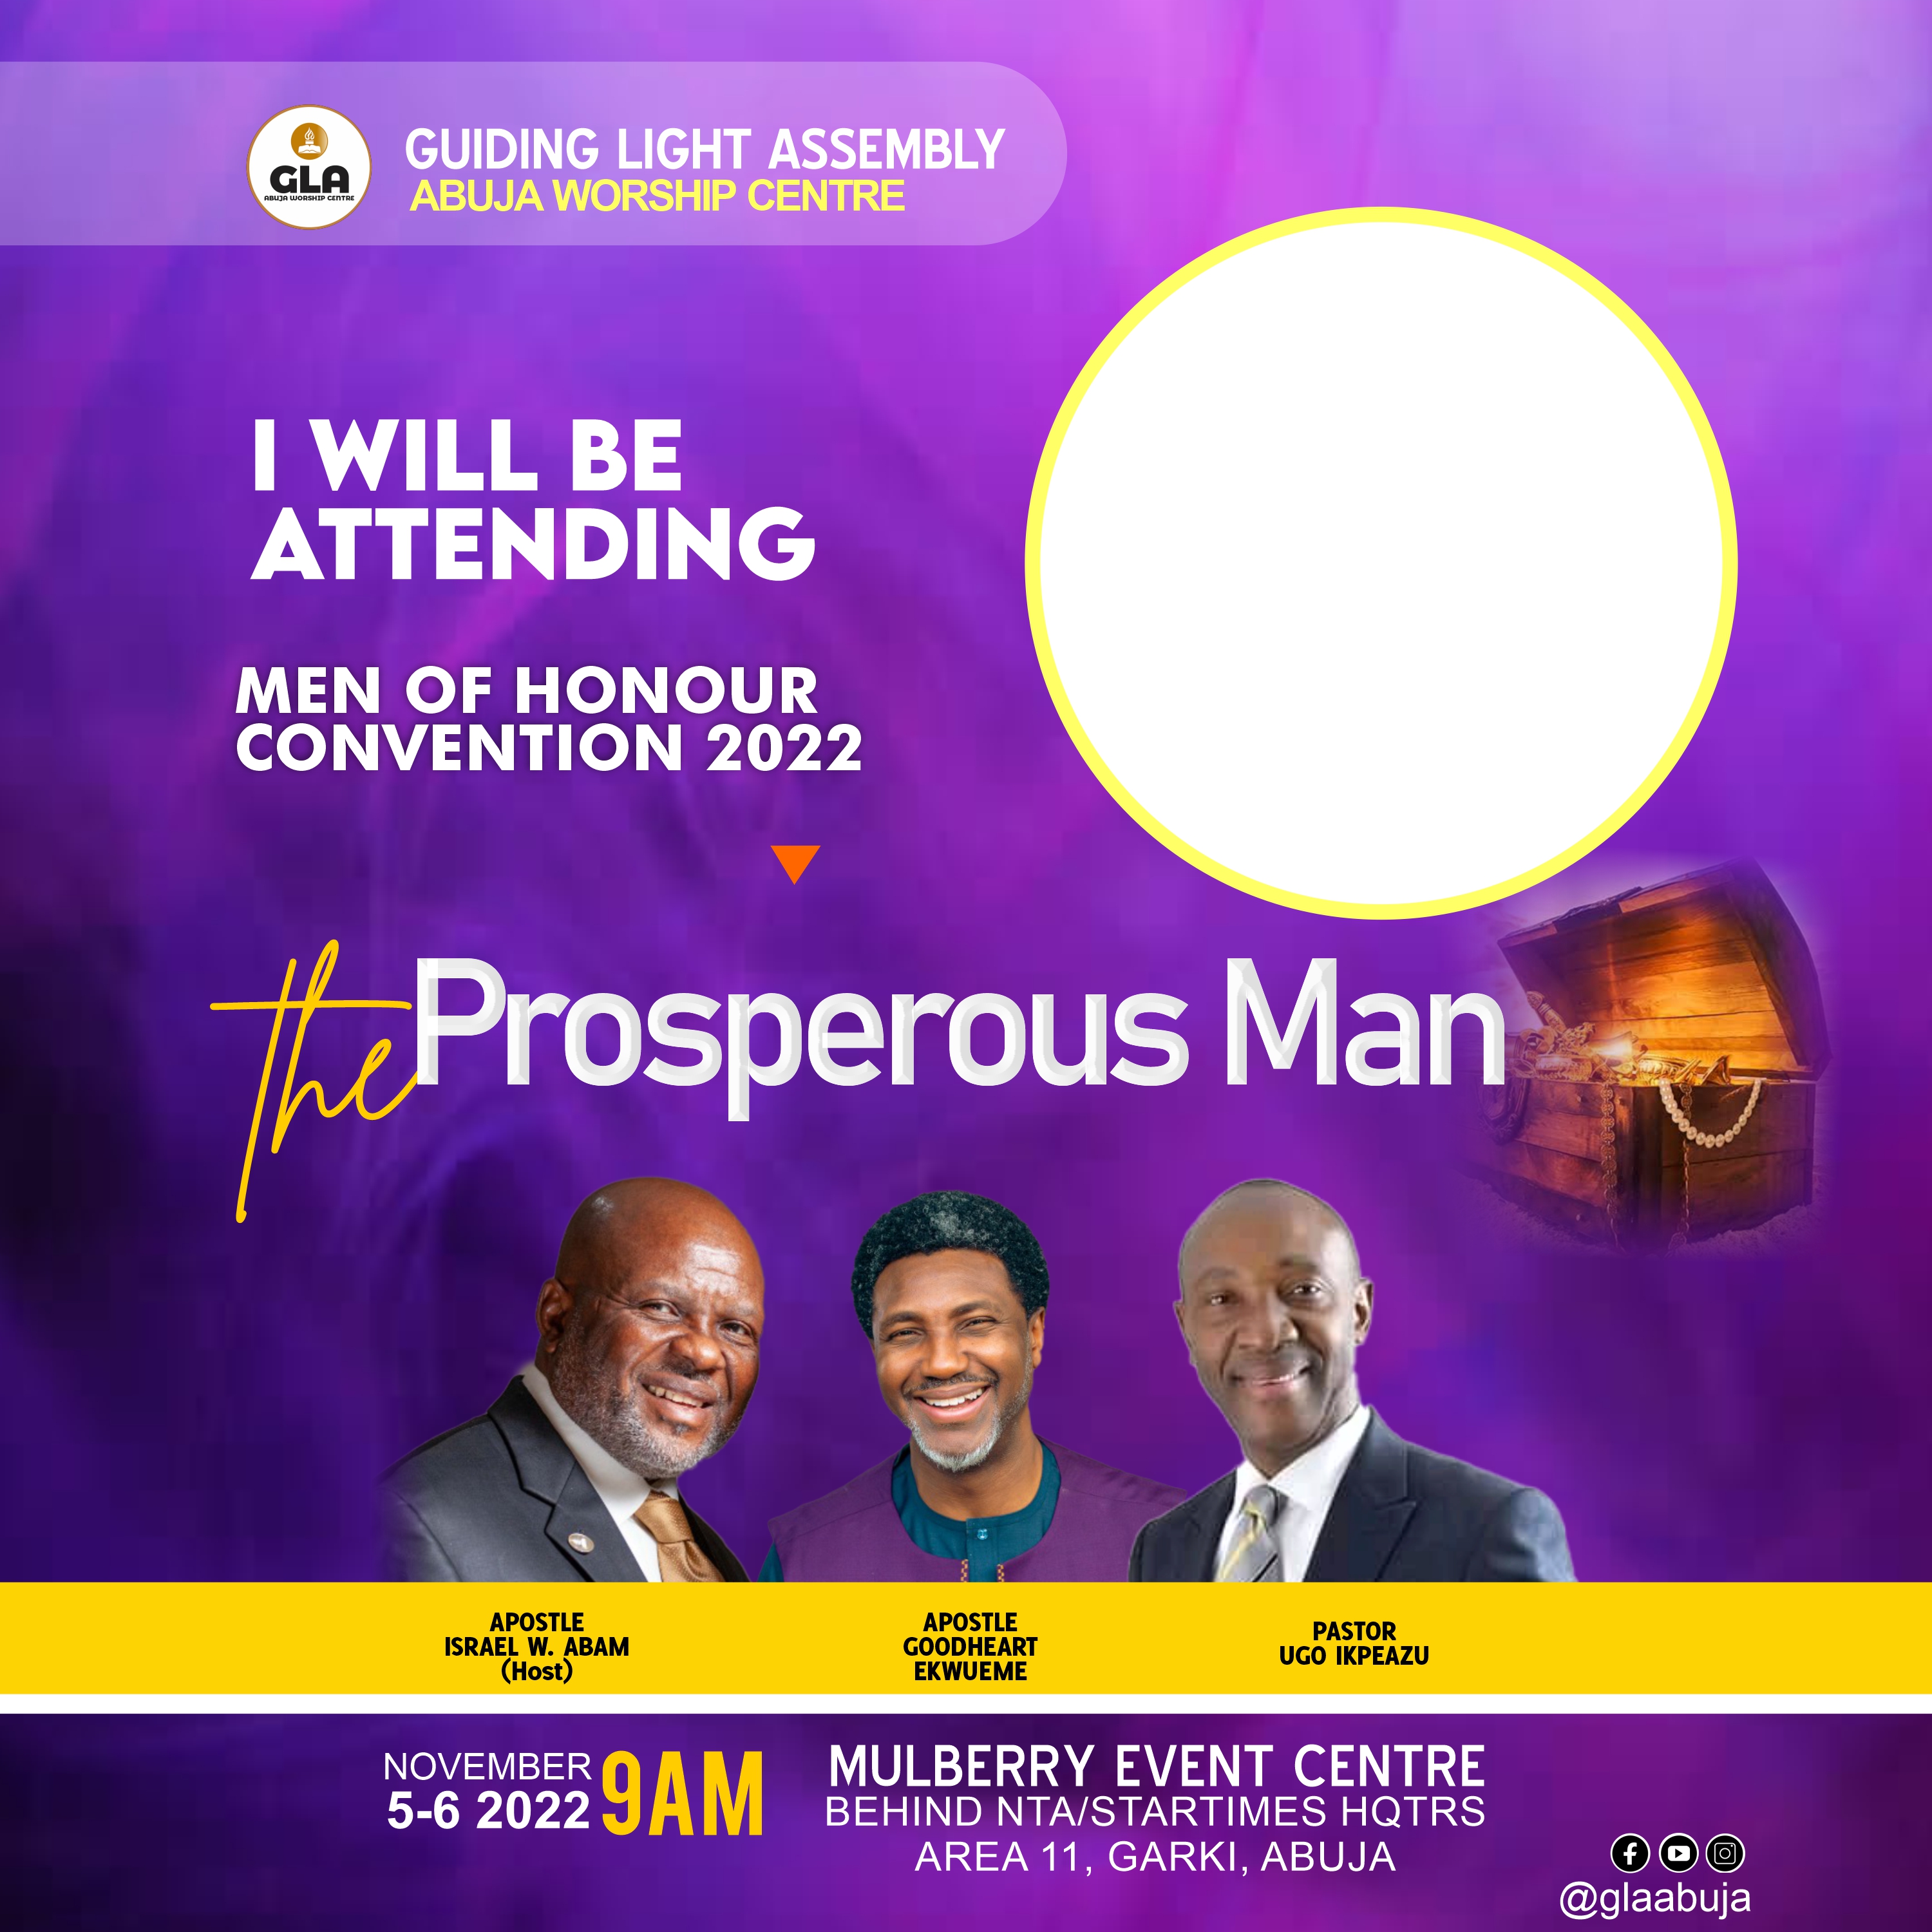 GLA
ABUJA WORSHIP CENTRE
GUIDING LIGHT ASSEMBLY
ABUJA WORSHIP CENTRE
I WILL BE
ATTENDING
MEN OF HONOUR
CONVENTION 2022
the Prosperous Man
APOSTLE
ISRAEL W. ABAM
(Host)
APOSTLE
GOODHEART
EKWUEME
PASTOR
UGO IKPEAZU
NOVEMBER
5-6 2022
9AM
MULBERRY EVENT CENTRE
BEHIND NTA/STARTIMES HQTRS
AREA 11, GARKI, ABUJA
@glaabuja